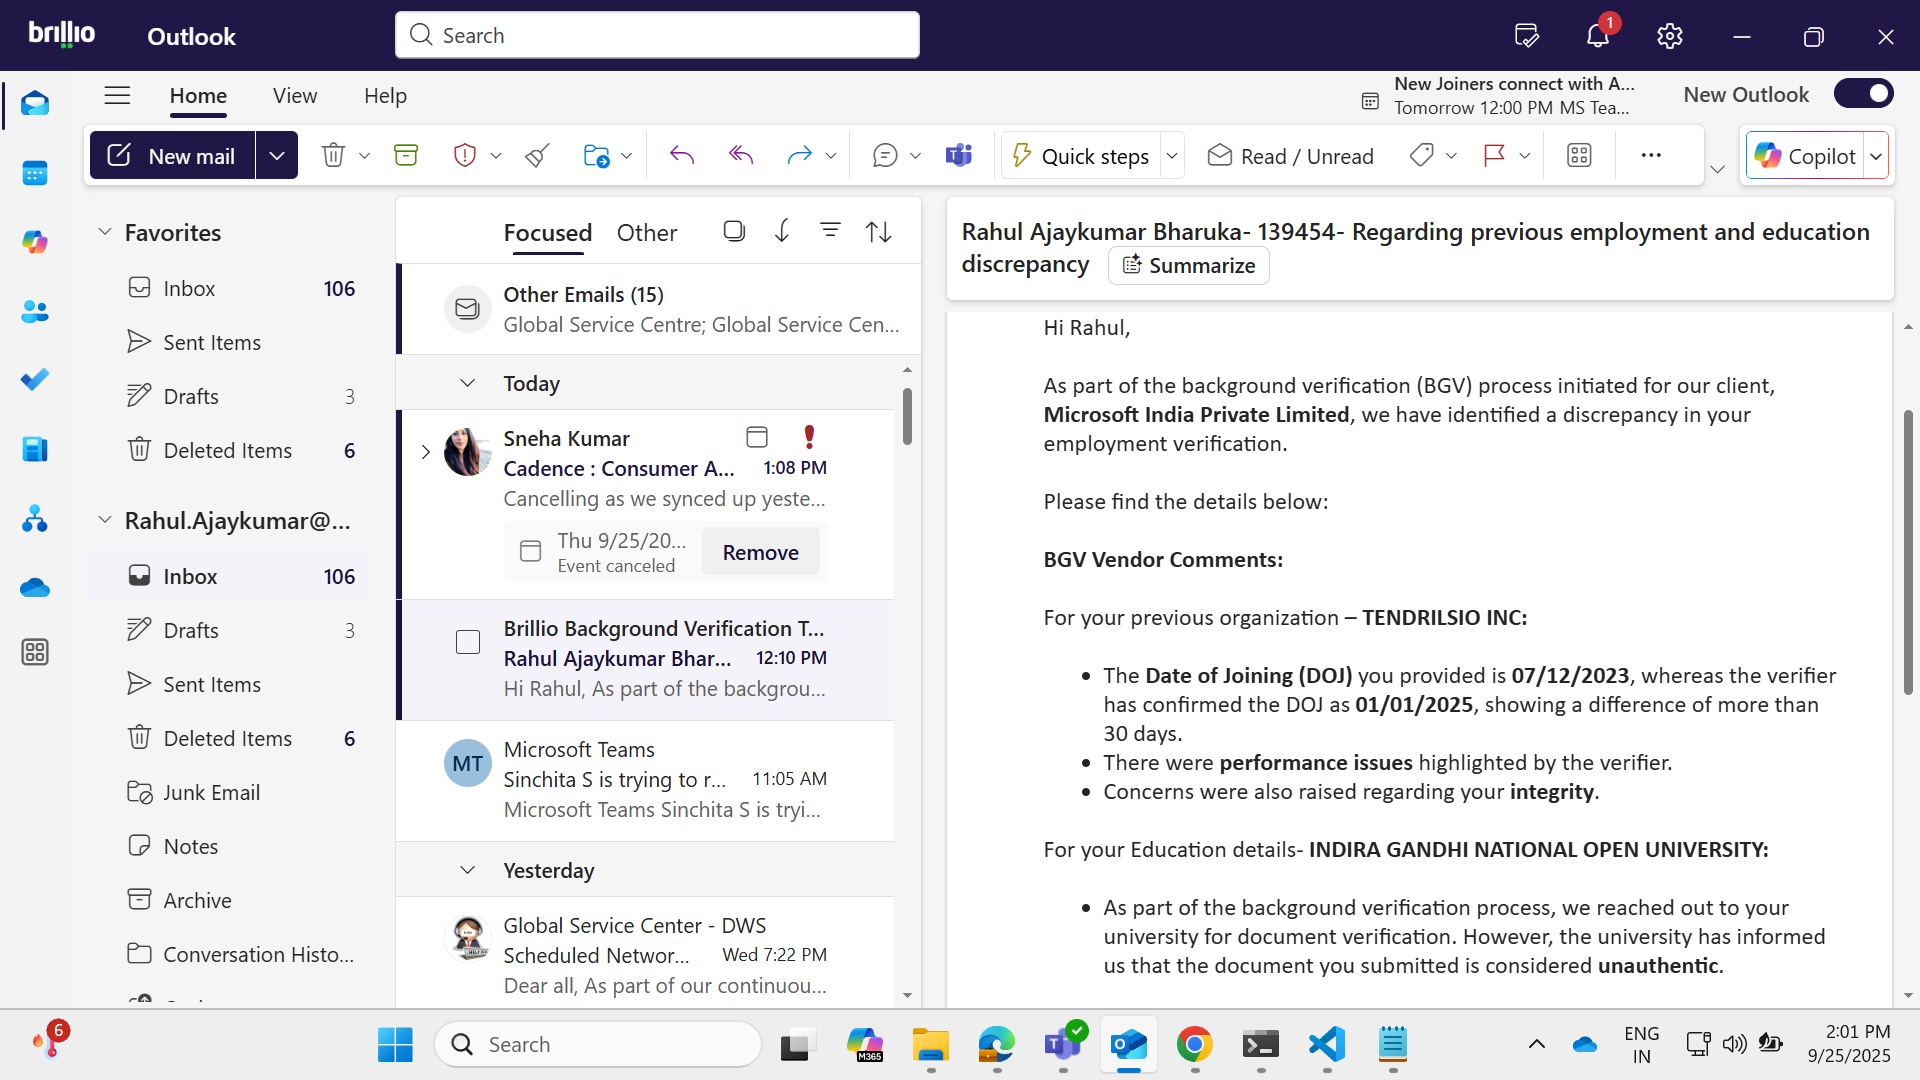 brillio
Outlook
Search
1
Home
View
Help
New Joiners connect with A...
Tomorrow 12:00 PM MS Tea...
New Outlook
New mail
Quick steps
Read / Unread
Copilot
Favorites
Inbox 106
Sent Items
Drafts 3
Deleted Items 6
Rahul.Ajaykumar@...
Inbox 106
Drafts 3
Sent Items
Deleted Items 6
Junk Email
Notes
Archive
Conversation Histo...
Focused
Other
Other Emails (15)
Global Service Centre; Global Service Cen...
Today
Sneha Kumar
Cadence : Consumer A... 1:08 PM
Cancelling as we synced up yeste...
Thu 9/25/20...
Event canceled
Remove
Brillio Background Verification T...
Rahul Ajaykumar Bhar... 12:10 PM
Hi Rahul, As part of the backgrou...
MT
Microsoft Teams
Sinchita S is trying to r... 11:05 AM
Microsoft Teams Sinchita S is tryi...
Yesterday
Global Service Center - DWS
Scheduled Networ... Wed 7:22 PM
Dear all, As part of our continuou...
Rahul Ajaykumar Bharuka- 139454- Regarding previous employment and education
discrepancy
Summarize
Hi Rahul,
As part of the background verification (BGV) process initiated for our client,
Microsoft India Private Limited, we have identified a discrepancy in your
employment verification.
Please find the details below:
BGV Vendor Comments:
For your previous organization – TENDRILSIO INC:
• The Date of Joining (DOJ) you provided is 07/12/2023, whereas the verifier
has confirmed the DOJ as 01/01/2025, showing a difference of more than
30 days.
• There were performance issues highlighted by the verifier.
• Concerns were also raised regarding your integrity.
For your Education details- INDIRA GANDHI NATIONAL OPEN UNIVERSITY:
• As part of the background verification process, we reached out to your
university for document verification. However, the university has informed
us that the document you submitted is considered unauthentic.
6
Search
M365
ENG
IN
2:01 PM
9/25/2025